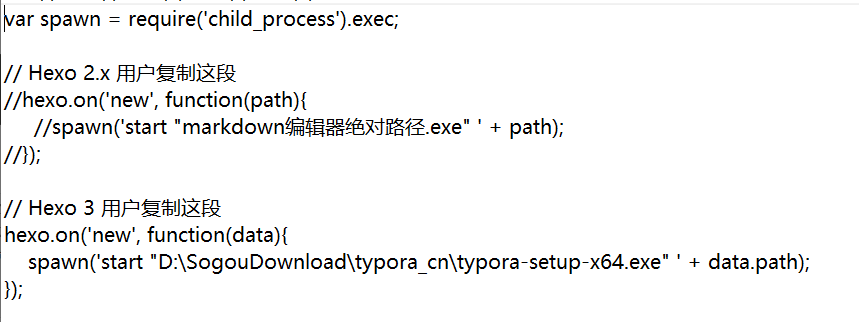 var spawn = require('child_process').exec;
// Hexo 2.x 用户复制这段
//hexo.on('new', function(path){
//spawn('start "markdown编辑器绝对路径.exe" ' + path);
//});
// Hexo 3 用户复制这段
hexo.on('new', function(data){
spawn('start "D:\SogouDownload\typora_cn\typora-setup-x64.exe" ' + data.path);
});